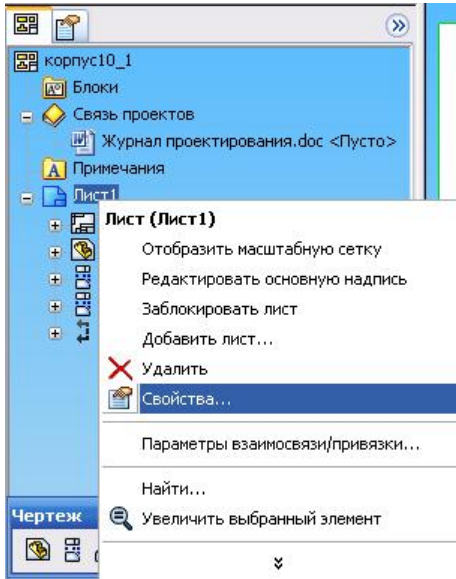 корпус10_1
Блоки
Связь проектов
Журнал проектирования.doc <Пусто>
Примечания
Лист1
Лист (Лист1)
Отобразить масштабную сетку
Редактировать основную надпись
Заблокировать лист
Добавить лист...
Удалить
Свойства...
Параметры взаимосвязи/привязки...
Найти...
Увеличить выбранный элемент
Чертеж